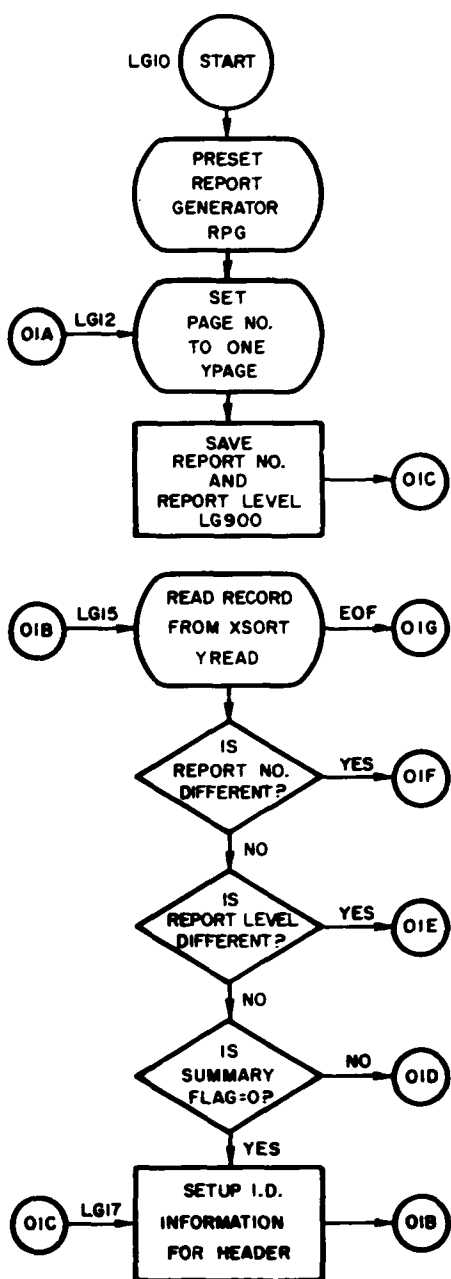 LG10
START
PRESET
REPORT
GENERATOR
RPG
01A
LG12
SET
PAGE NO.
TO ONE
YPAGE
SAVE
REPORT NO.
AND
REPORT LEVEL
LG900
01C
01B
LG15
READ RECORD
FROM XSORT
YREAD
EOF
01G
IS
REPORT NO.
DIFFERENT?
YES
01F
NO
IS
REPORT LEVEL
DIFFERENT?
YES
01E
NO
IS
SUMMARY
FLAG=0?
NO
01D
YES
01C
LG17
SETUP I.D.
INFORMATION
FOR HEADER
01B